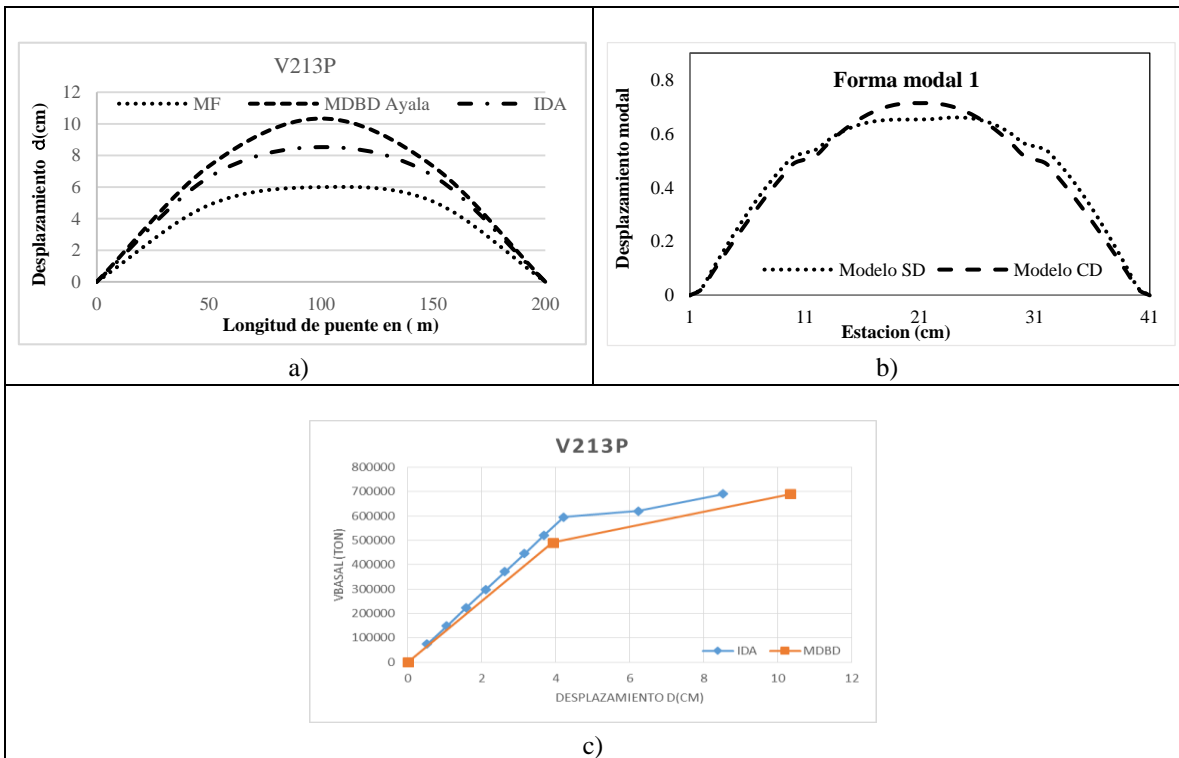 V213P
MF MDBD Ayala IDA
12
10
8
6
4
2
0
Desplazamiento d(cm)
0 50 100 150 200
Longitud de puente en ( m)
a)
Forma modal 1
0.8
0.6
0.4
0.2
0
Desplazamiento modal
Modelo SD Modelo CD
1 11 21 31 41
Estacion (cm)
b)
V213P
800000
700000
600000
500000
400000
300000
200000
100000
0
VBASAL (TON)
IDA MDBD
0 2 4 6 8 10 12
DESPLAZAMIENTO D(CM)
c)